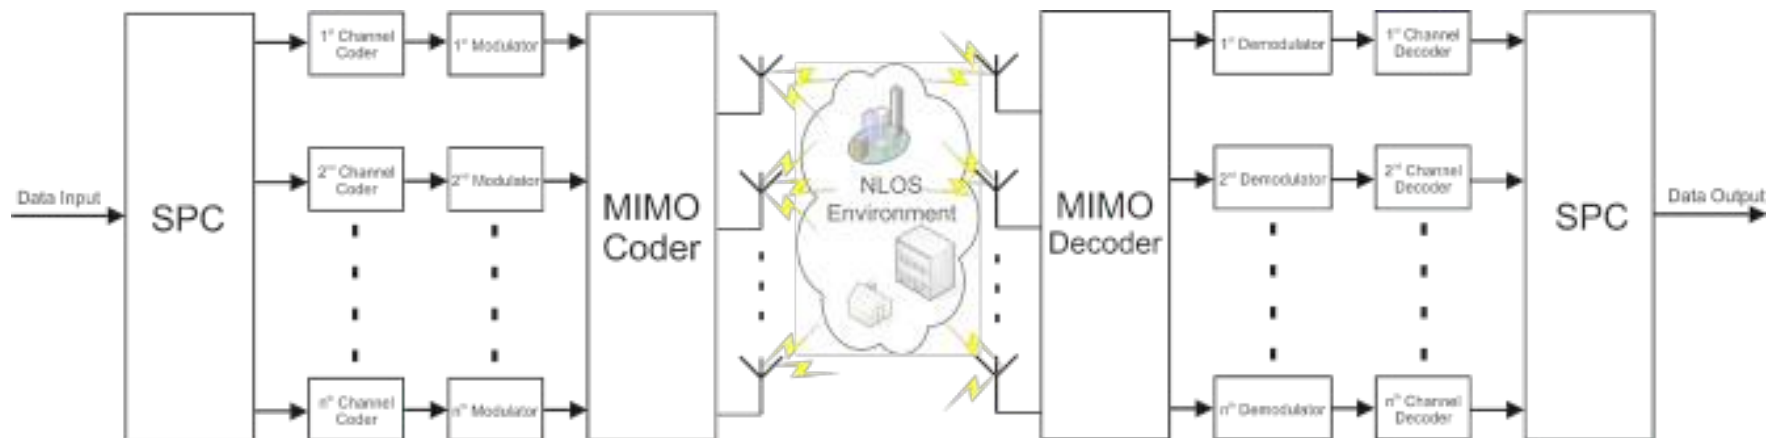 Data Input
SPC
1st Channel
Coder
1st Modulator
2nd Channel
Coder
2nd Modulator
nth Channel
Coder
nth Modulator
MIMO
Coder
NLOS
Environment
MIMO
Decoder
1st Demodulator
1st Channel
Decoder
2nd Demodulator
2nd Channel
Decoder
nth Demodulator
nth Channel
Decoder
SPC
Data Output